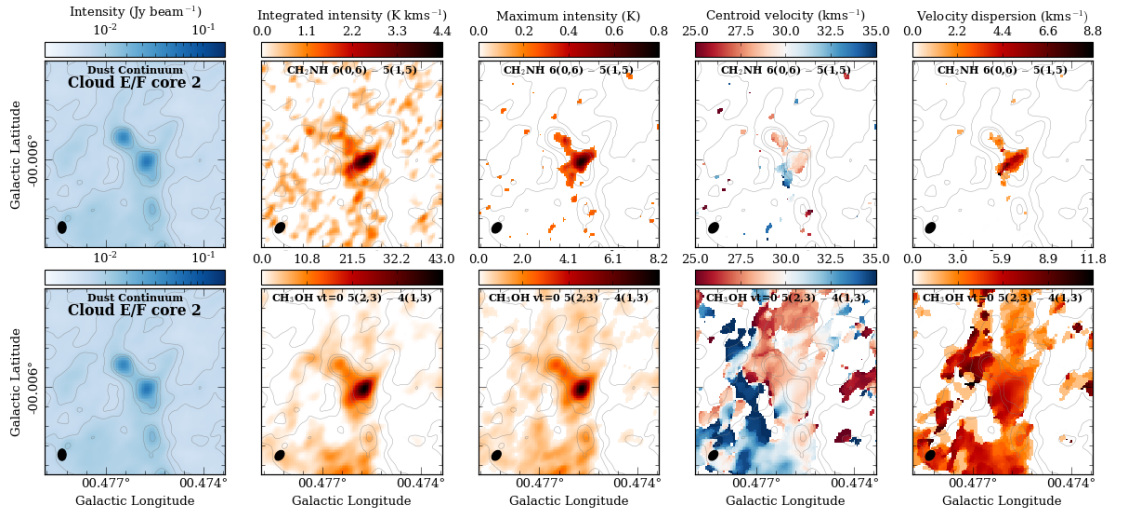 Intensity (Jy beam⁻¹)
Integrated intensity (K kms⁻¹)
Maximum intensity (K)
Centroid velocity (kms⁻¹)
Velocity dispersion (kms⁻¹)
10⁻² 10⁻¹
0.0 1.1 2.2 3.3 4.4
0.0 0.2 0.4 0.6 0.8
25.0 27.5 30.0 32.5 35.0
0.0 2.2 4.4 6.6 8.8
Dust Continuum
Cloud E/F core 2
CH₂NH 6(0,6) − 5(1,5)
CH₂NH 6(0,6) − 5(1,5)
CH₂NH 6(0,6) − 5(1,5)
CH₂NH 6(0,6) − 5(1,5)
Galactic Latitude
-00.006°
10⁻² 10⁻¹
0.0 10.8 21.5 32.2 43.0
0.0 2.0 4.1 6.1 8.2
25.0 27.5 30.0 32.5 35.0
0.0 3.0 5.9 8.9 11.8
Dust Continuum
Cloud E/F core 2
CH₃OH vt=0 5(2,3) − 4(1,3)
CH₃OH vt=0 5(2,3) − 4(1,3)
CH₃OH vt=0 5(2,3) − 4(1,3)
CH₃OH vt=0 5(2,3) − 4(1,3)
Galactic Latitude
-00.006°
00.477° 00.474°
00.477° 00.474°
00.477° 00.474°
00.477° 00.474°
00.477° 00.474°
Galactic Longitude
Galactic Longitude
Galactic Longitude
Galactic Longitude
Galactic Longitude